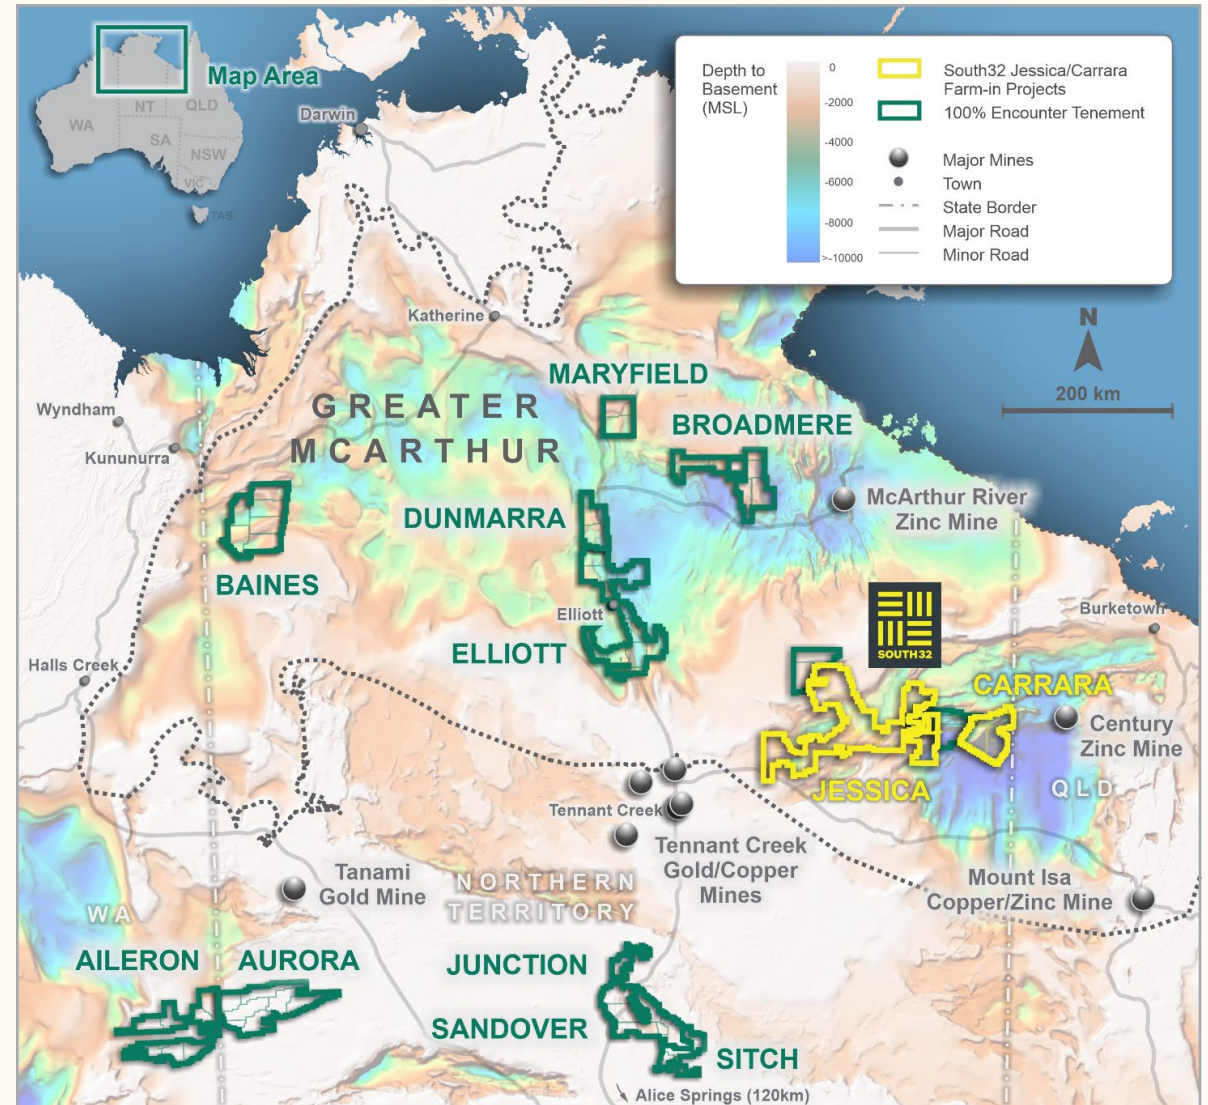 Map Area
NT
QLD
WA
SA
NSW
VIC
TAS
Darwin
Depth to
Basement
(MSL)
0
-2000
-4000
-6000
-8000
>-10000
South32 Jessica/Carrara
Farm-in Projects
100% Encounter Tenement
Major Mines
Town
State Border
Major Road
Minor Road
N
200 km
Katherine
MARYFIELD
Wyndham
GREATER
MCARTHUR
BROADMERE
Kununurra
DUNMARRA
McArthur River
Zinc Mine
BAINES
Elliott
ELLIOTT
SOUTH32
Burketown
Halls Creek
CARRARA
Century
Zinc Mine
JESSICA
QLD
Tennant Creek
Tennant Creek
Gold/Copper
Mines
Tanami
Gold Mine
NORTHERN
TERRITORY
Mount Isa
Copper/Zinc Mine
WA
AILERON
AURORA
JUNCTION
SANDOVER
SITCH
Alice Springs (120km)